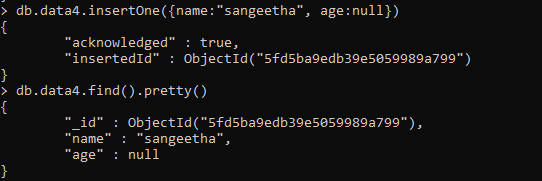 > db.data4.insertOne({name:"sangeetha", age:null})
{
        "acknowledged" : true,
        "insertedId" : ObjectId("5fd5ba9edb39e5059989a799")
}
> db.data4.find().pretty()
{
        "_id" : ObjectId("5fd5ba9edb39e5059989a799"),
        "name" : "sangeetha",
        "age" : null
}